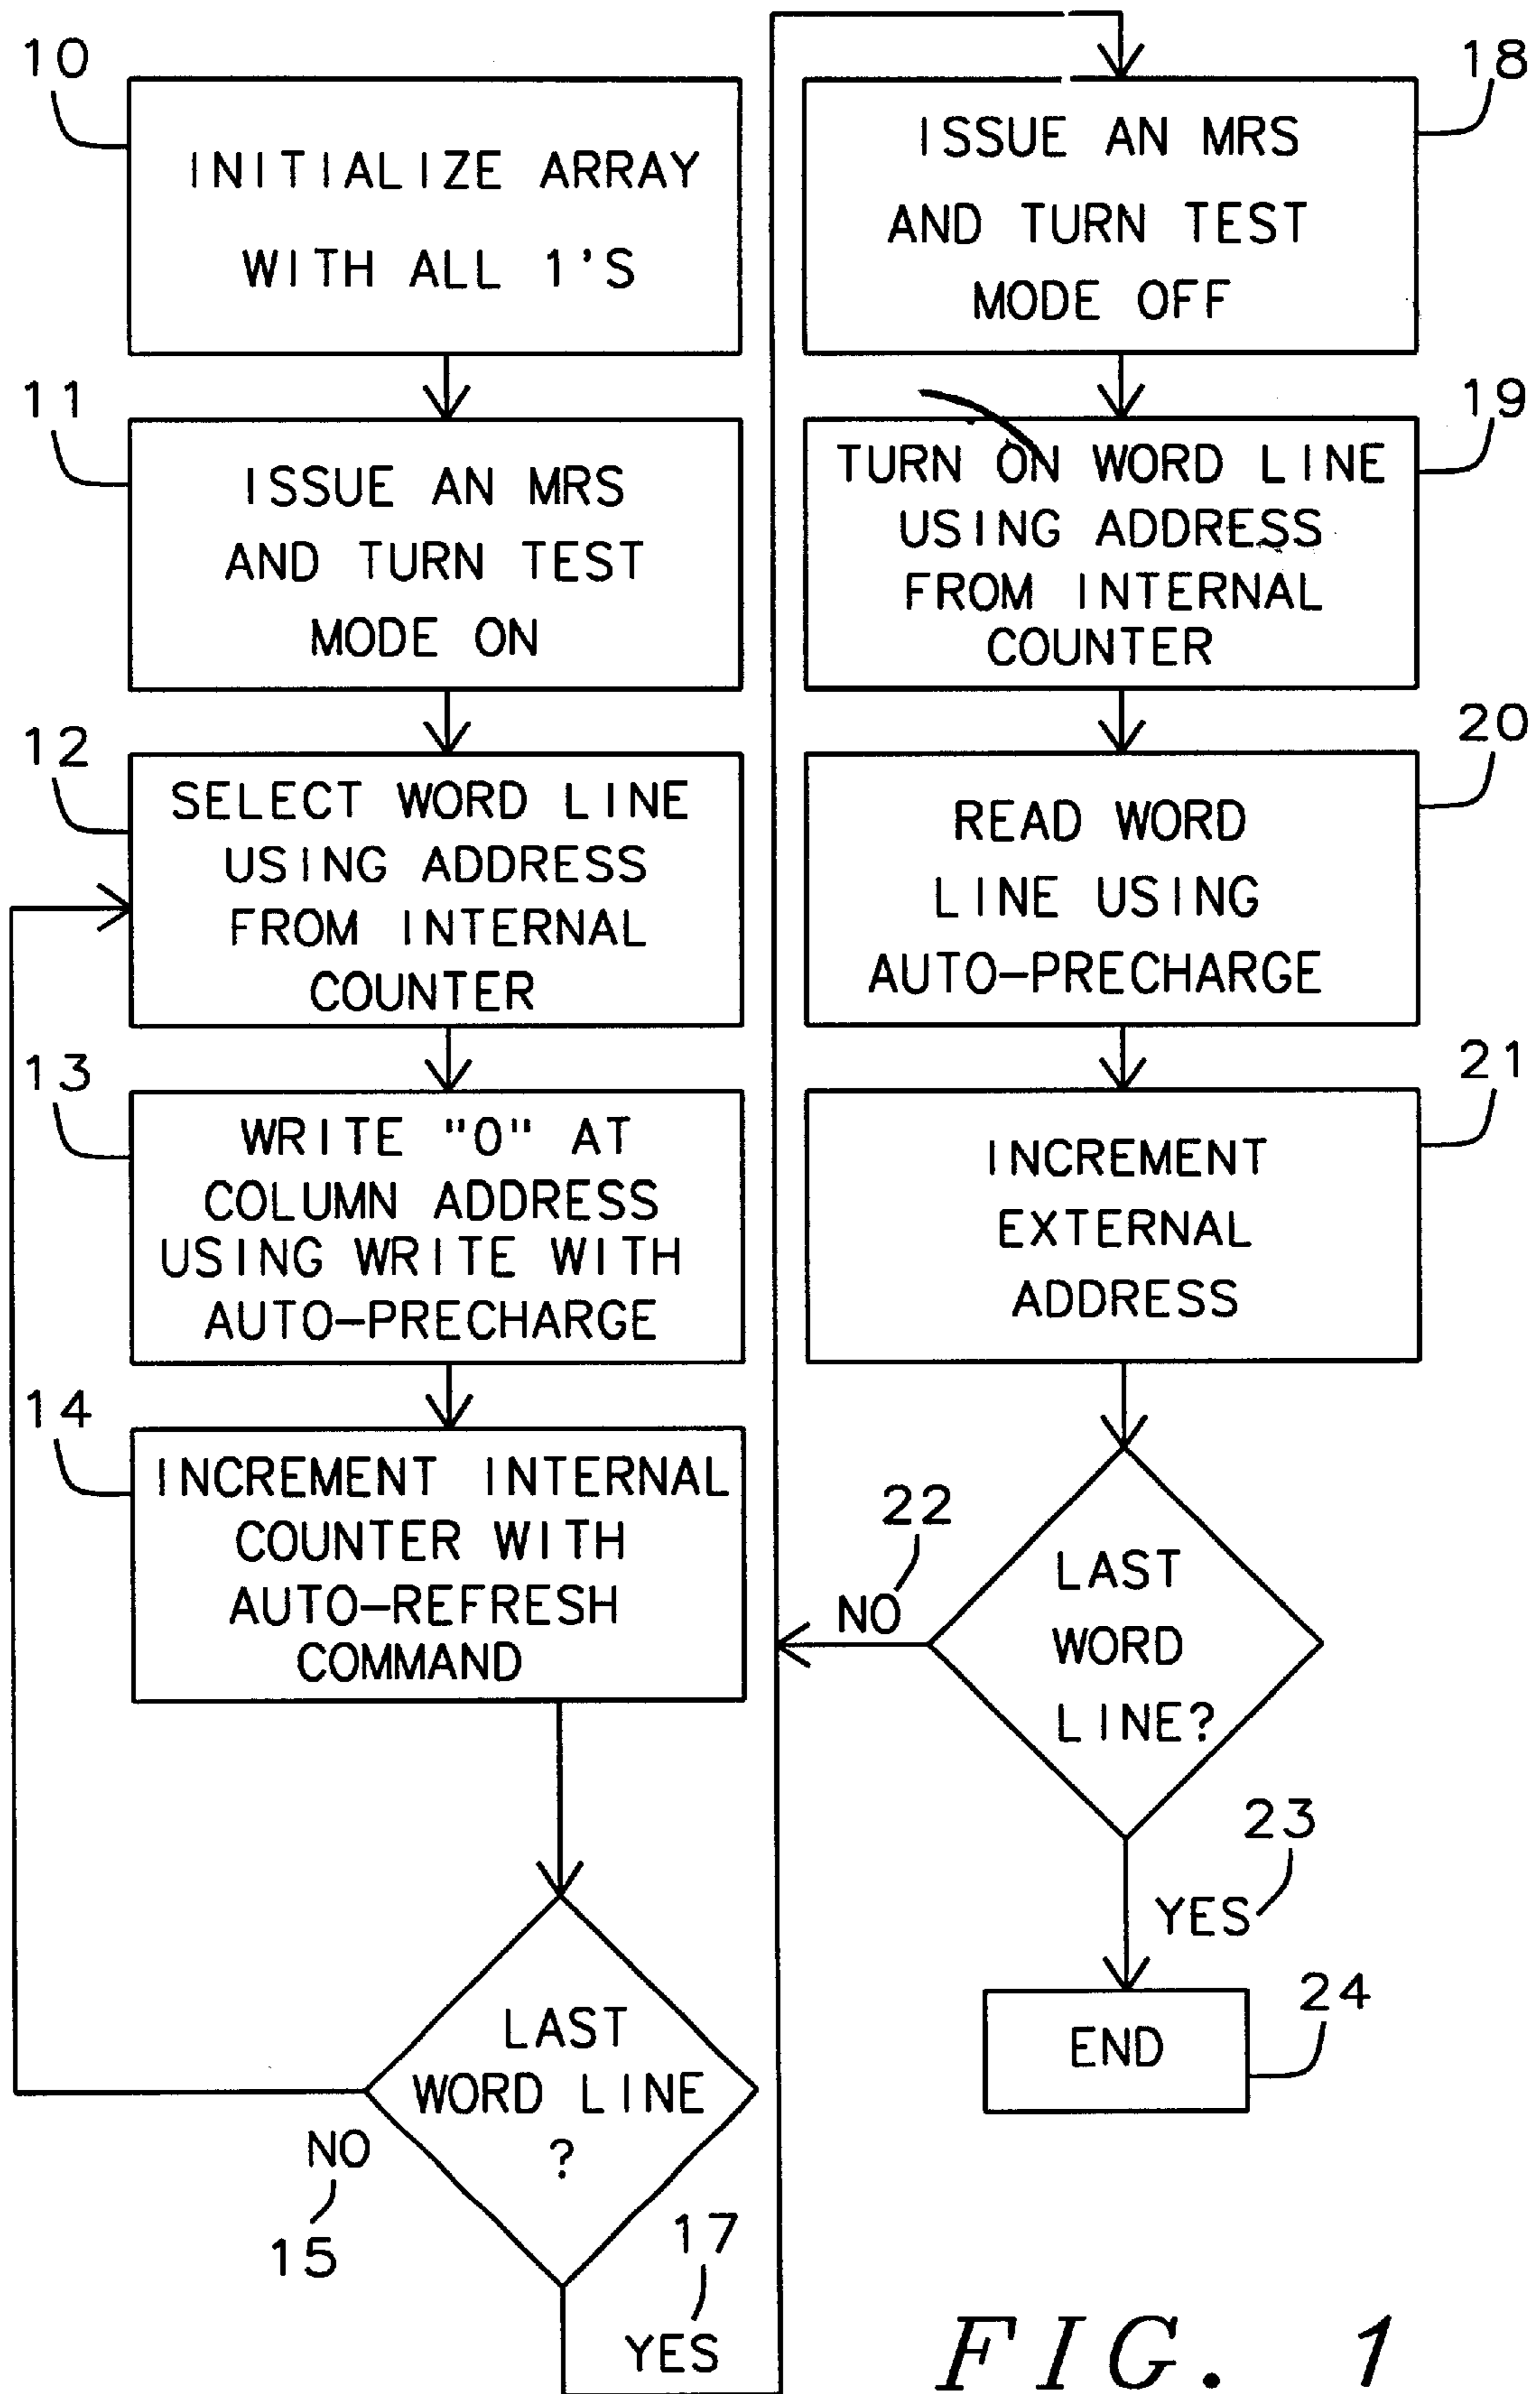 10
INITIALIZE ARRAY
WITH ALL 1'S
11
ISSUE AN MRS
AND TURN TEST
MODE ON
12
SELECT WORD LINE
USING ADDRESS
FROM INTERNAL
COUNTER
13
WRITE "0" AT
COLUMN ADDRESS
USING WRITE WITH
AUTO-PRECHARGE
14
INCREMENT INTERNAL
COUNTER WITH
AUTO-REFRESH
COMMAND
LAST
WORD LINE
?
NO
15
17
YES
18
ISSUE AN MRS
AND TURN TEST
MODE OFF
19
TURN ON WORD LINE
USING ADDRESS
FROM INTERNAL
COUNTER
20
READ WORD
LINE USING
AUTO-PRECHARGE
21
INCREMENT
EXTERNAL
ADDRESS
22
NO
LAST
WORD
LINE?
23
YES
24
END
FIG. 1